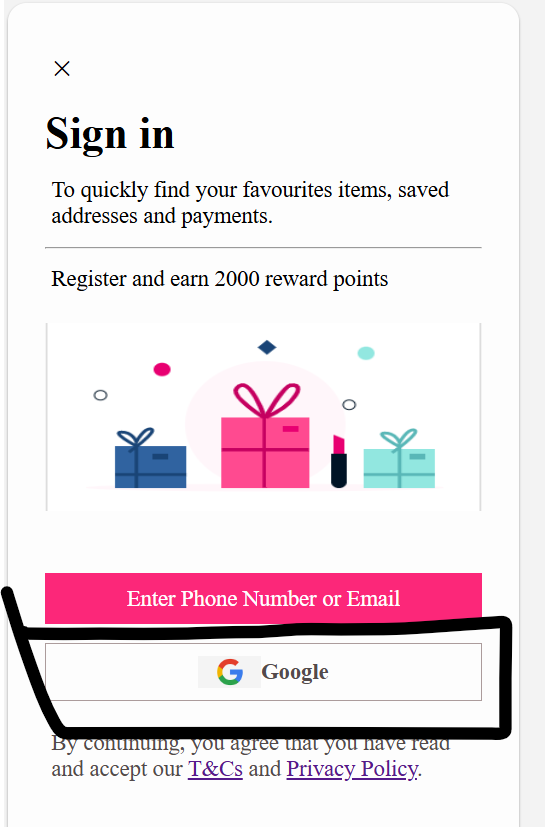 Sign in
To quickly find your favourites items, saved
addresses and payments.
Register and earn 2000 reward points
Enter Phone Number or Email
Google
By continuing, you agree that you have read
and accept our T&Cs and Privacy Policy.